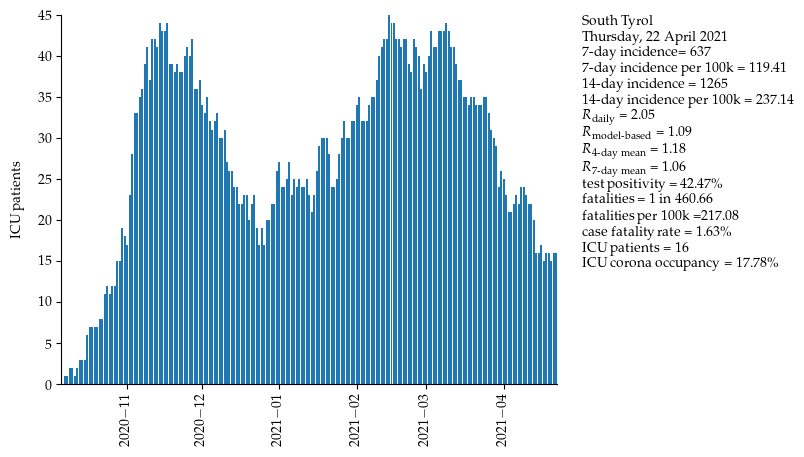 South Tyrol
Thursday, 22 April 2021
7-day incidence= 637
7-day incidence per 100k = 119.41
14-day incidence = 1265
14-day incidence per 100k = 237.14
R daily = 2.05
R model-based = 1.09
R 4-day mean = 1.18
R 7-day mean = 1.06
test positivity = 42.47%
fatalities = 1 in 460.66
fatalities per 100k =217.08
case fatality rate = 1.63%
ICU patients = 16
ICU corona occupancy = 17.78%
ICU patients
45
40
35
30
25
20
15
10
5
0
2020−11
2020−12
2021−01
2021−02
2021−03
2021−04